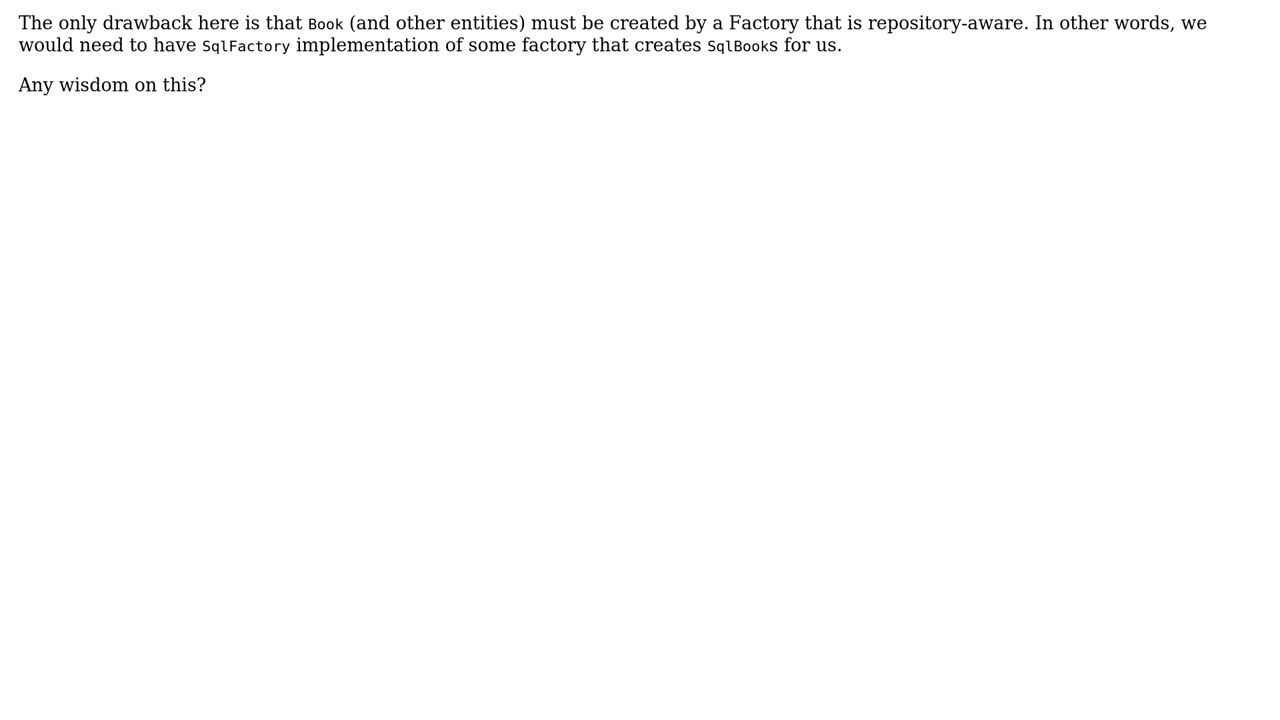 The only drawback here is that Book (and other entities) must be created by a Factory that is repository-aware. In other words, we
would need to have SqlFactory implementation of some factory that creates SqlBooks for us.
Any wisdom on this?